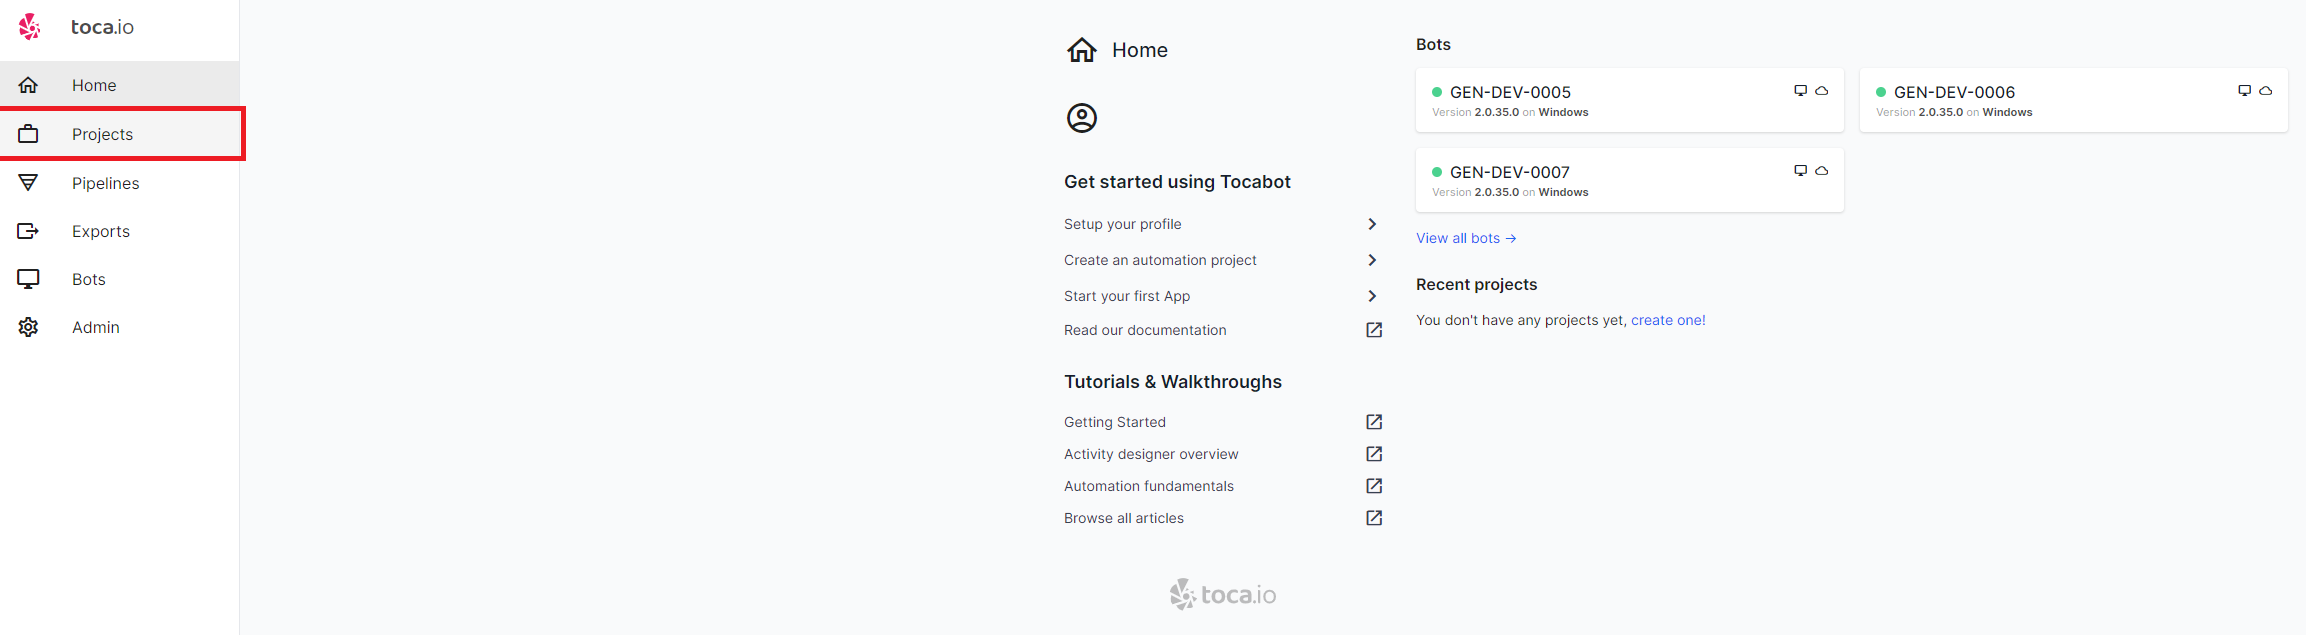 toca.io
Home
Projects
Pipelines
Exports
Bots
Admin
Home
Get started using Tocabot
Setup your profile
Create an automation project
Start your first App
Read our documentation
Tutorials & Walkthroughs
Getting Started
Activity designer overview
Automation fundamentals
Browse all articles
Bots
GEN-DEV-0005
Version 2.0.35.0 on Windows
GEN-DEV-0006
Version 2.0.35.0 on Windows
GEN-DEV-0007
Version 2.0.35.0 on Windows
View all bots →
Recent projects
You don't have any projects yet, create one!
toca.io